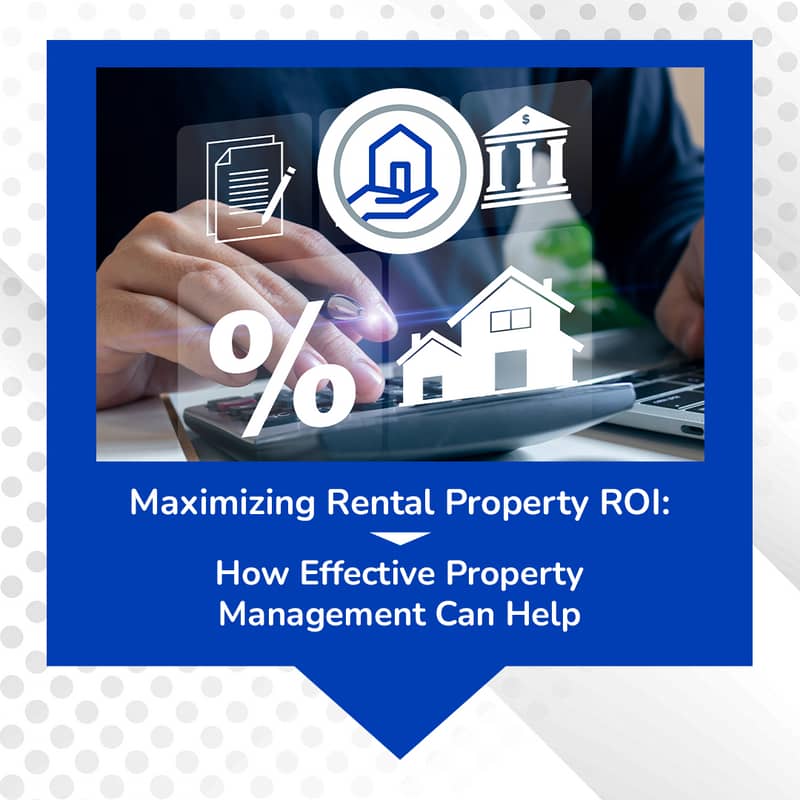 $
%
Maximizing Rental Property ROI:
How Effective Property
Management Can Help